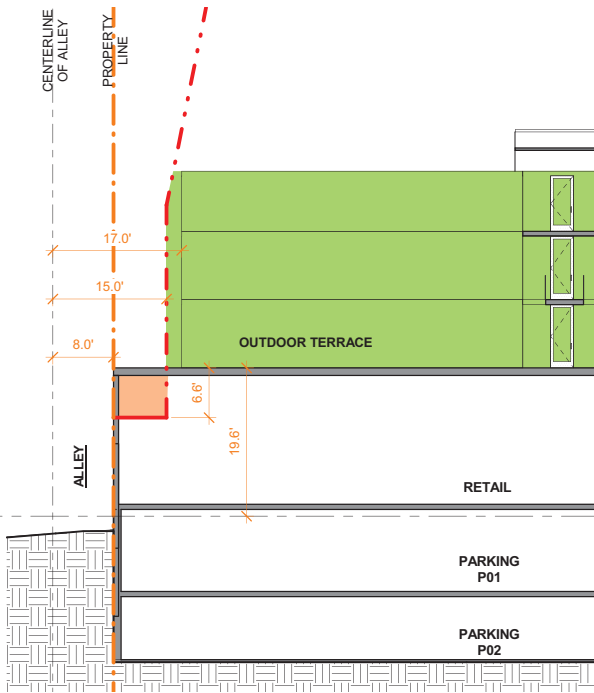 CENTERLINE
OF ALLEY
PROPERTY
LINE
17.0'
15.0'
8.0'
OUTDOOR TERRACE
6.6'
19.6'
ALLEY
RETAIL
PARKING
P01
PARKING
P02